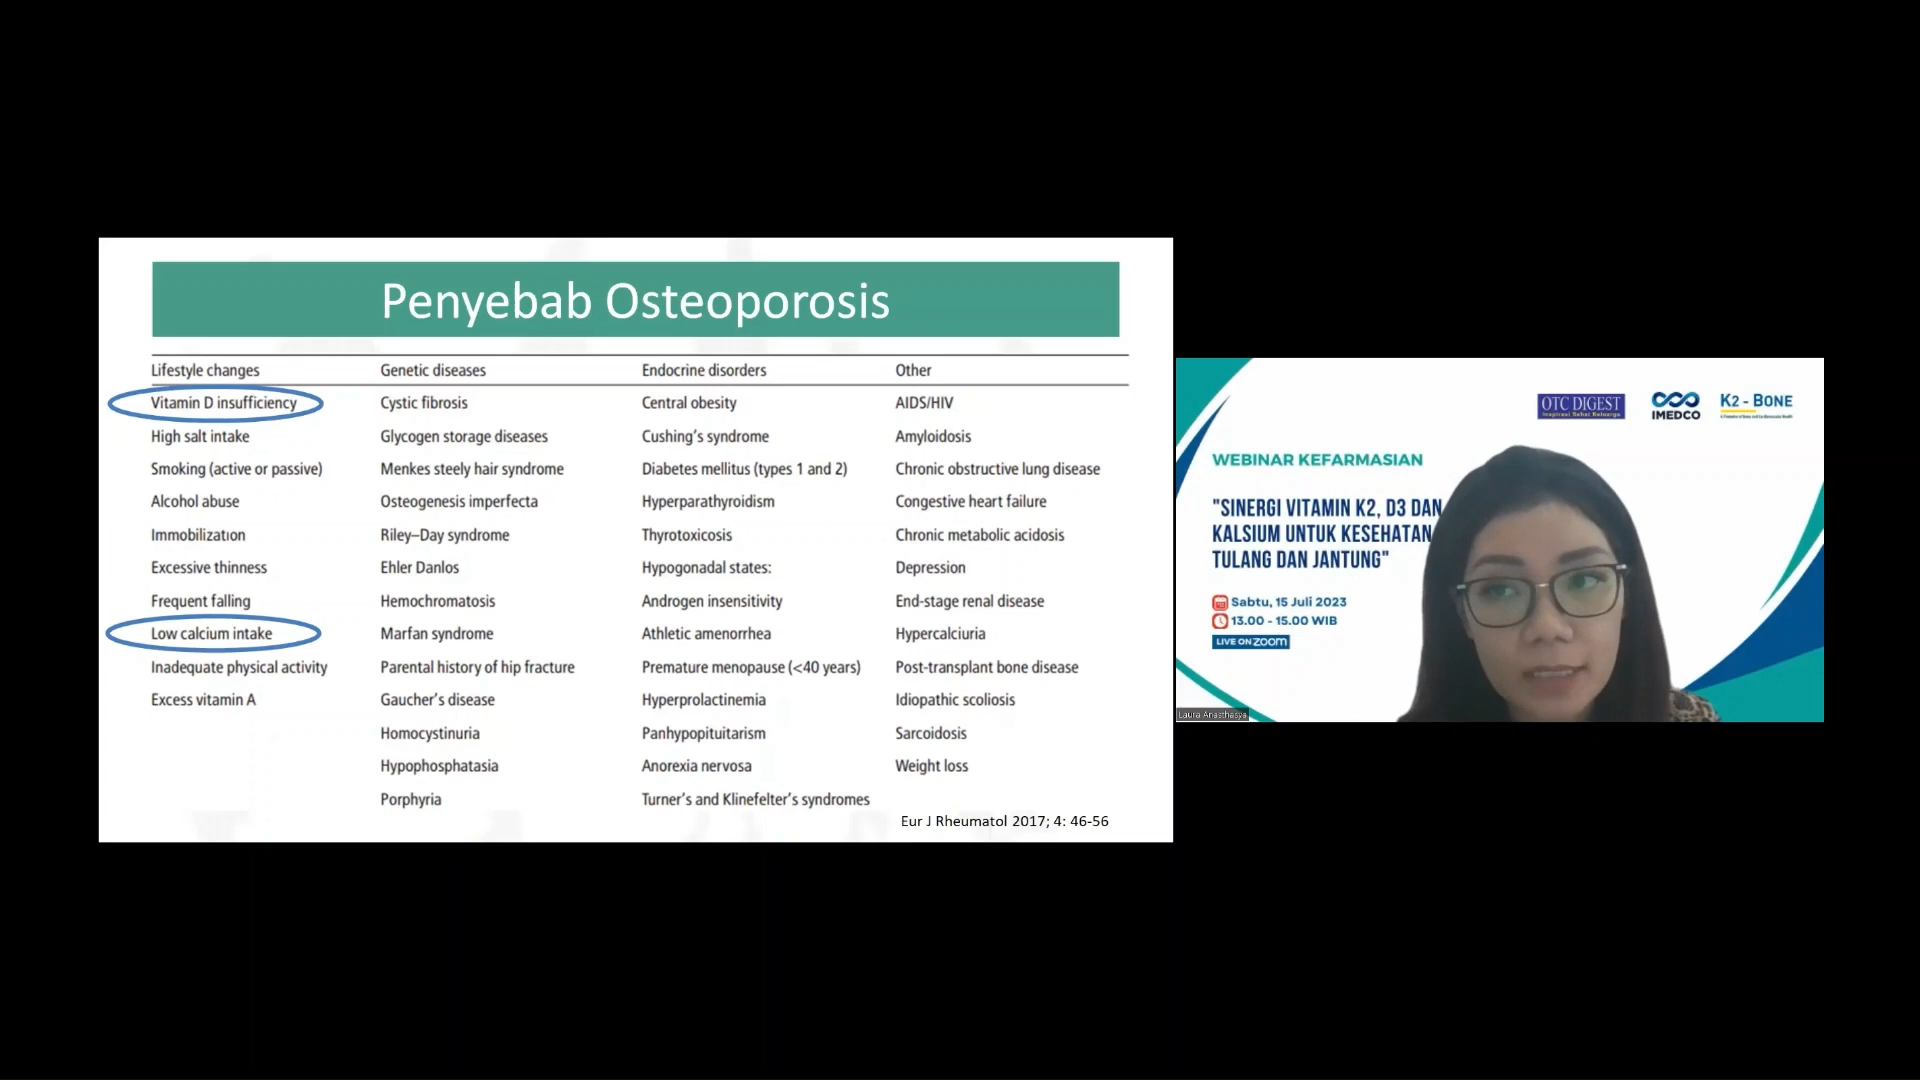 Penyebab Osteoporosis
Lifestyle changes Genetic diseases Endocrine disorders Other
Vitamin D insufficiency Cystic fibrosis Central obesity AIDS/HIV
High salt intake Glycogen storage diseases Cushing's syndrome Amyloidosis
Smoking (active or passive) Menkes steely hair syndrome Diabetes mellitus (types 1 and 2) Chronic obstructive lung disease
Alcohol abuse Osteogenesis imperfecta Hyperparathyroidism Congestive heart failure
Immobilization Riley–Day syndrome Thyrotoxicosis Chronic metabolic acidosis
Excessive thinness Ehler Danlos Hypogonadal states: Depression
Frequent falling Hemochromatosis Androgen insensitivity End-stage renal disease
Low calcium intake Marfan syndrome Athletic amenorrhea Hypercalciuria
Inadequate physical activity Parental history of hip fracture Premature menopause (<40 years) Post-transplant bone disease
Excess vitamin A Gaucher's disease Hyperprolactinemia Idiopathic scoliosis
Homocystinuria Panhypopituitarism Sarcoidosis
Hypophosphatasia Anorexia nervosa Weight loss
Porphyria Turner's and Klinefelter's syndromes
Eur J Rheumatol 2017; 4: 46-56
OTC DIGEST
Inspirasi Sehat Keluarga
IMEDCO
K2 - BONE
WEBINAR KEFARMASIAN
"SINERGI VITAMIN K2, D3 DAN
KALSIUM UNTUK KESEHATAN
TULANG DAN JANTUNG"
Sabtu, 15 Juli 2023
13.00 - 15.00 WIB
LIVE ON ZOOM
Laura Anasthasya